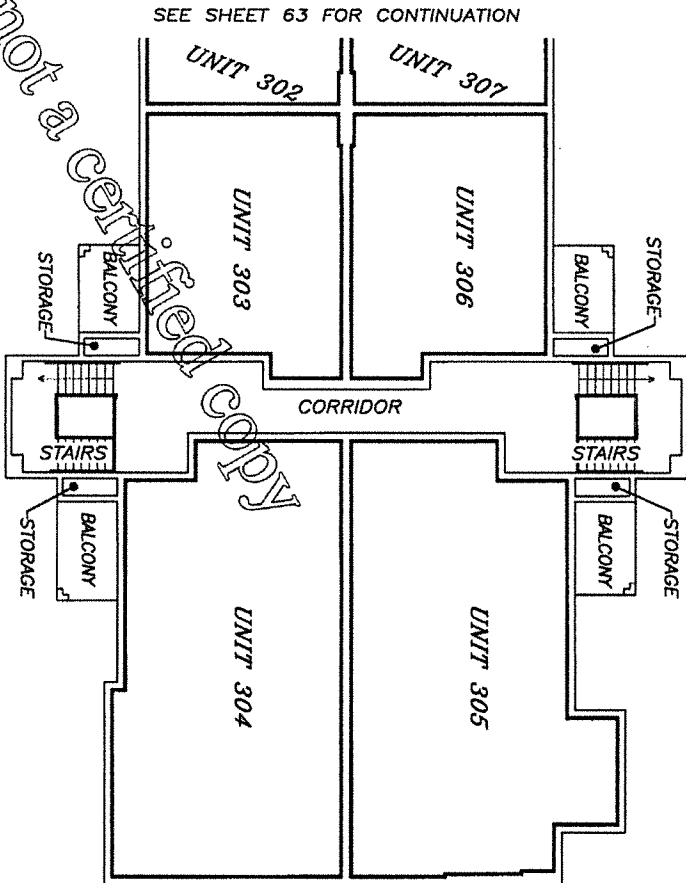 SEE SHEET 63 FOR CONTINUATION
UNIT 302
UNIT 307
not a certified copy
UNIT 303
UNIT 306
STORAGE
BALCONY
BALCONY
STORAGE
CORRIDOR
STAIRS
STAIRS
STORAGE
BALCONY
BALCONY
STORAGE
UNIT 304
UNIT 305